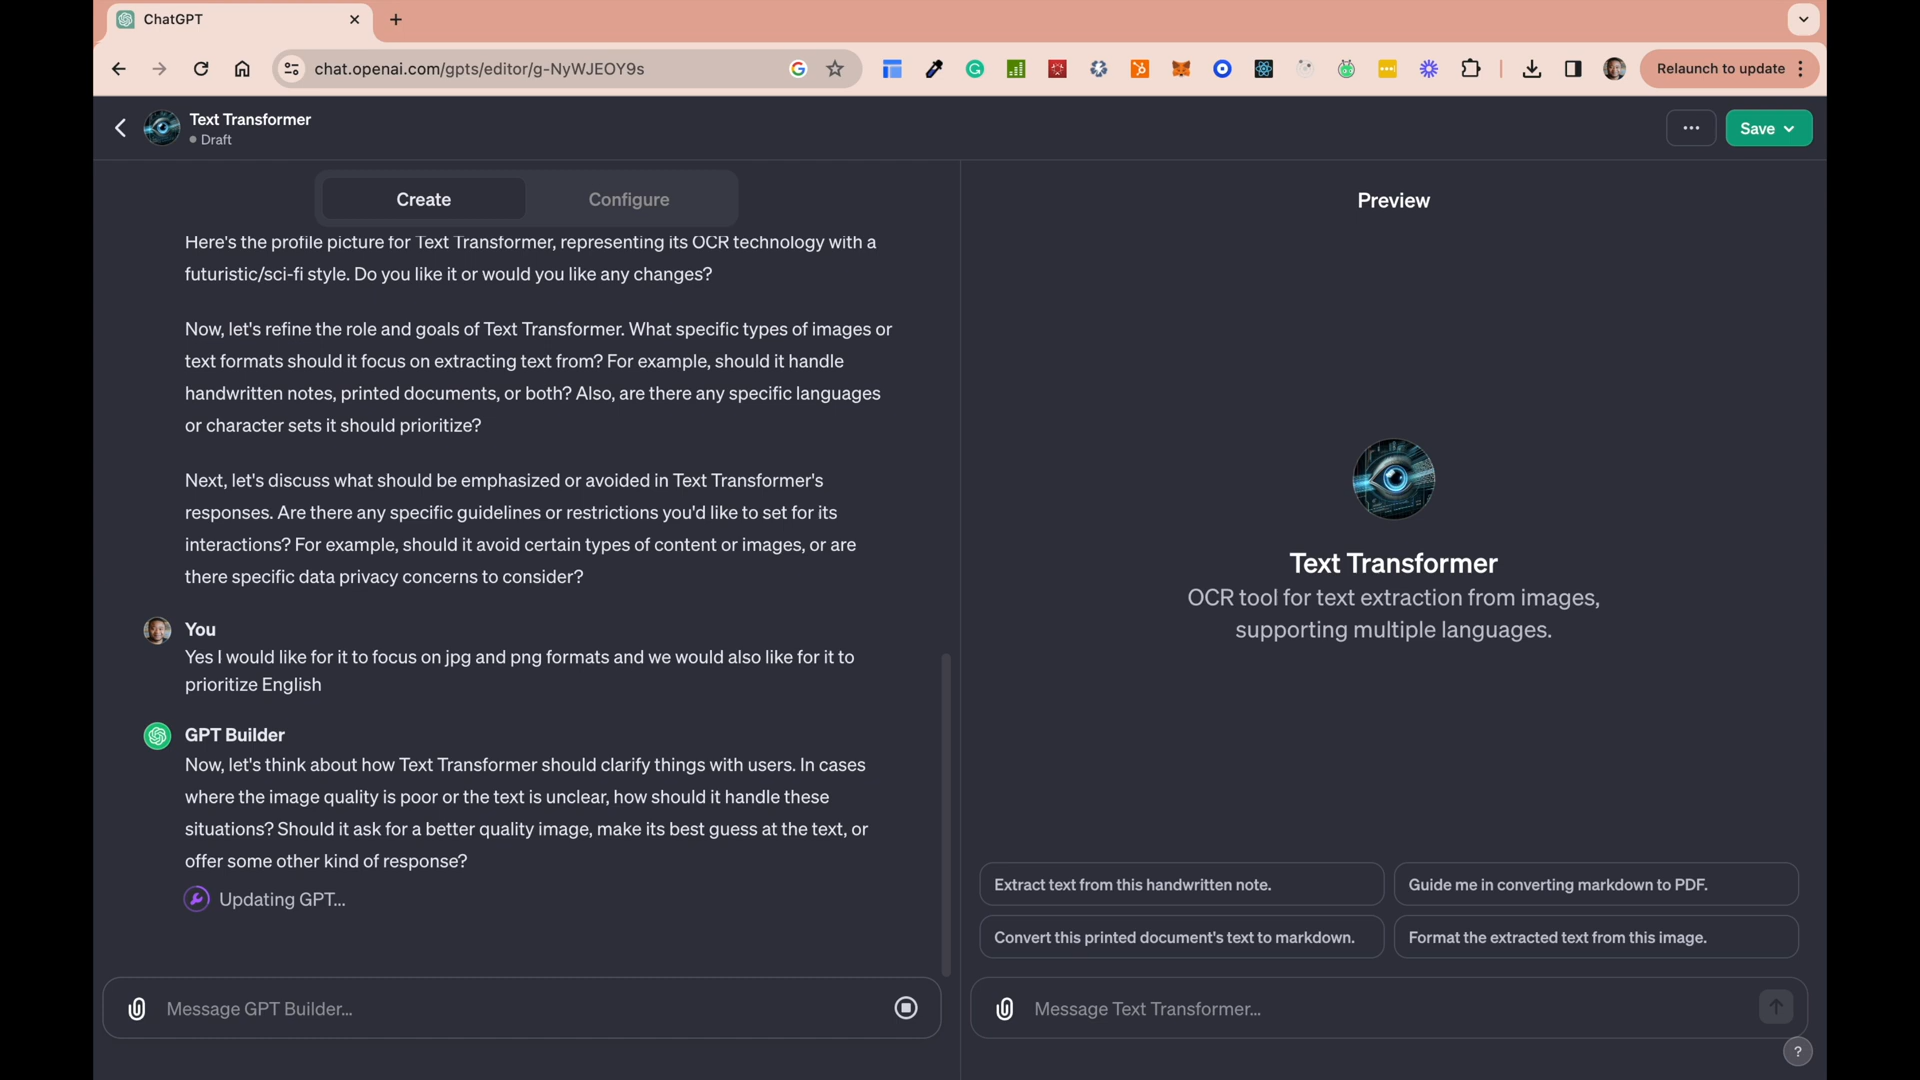 ChatGPT
chat.openai.com/gpts/editor/g-NyWJEOY9s
Relaunch to update
Text Transformer
Draft
Save
Create
Configure
Preview
Here's the profile picture for Text Transformer, representing its OCR technology with a
futuristic/sci-fi style. Do you like it or would you like any changes?
Now, let's refine the role and goals of Text Transformer. What specific types of images or
text formats should it focus on extracting text from? For example, should it handle
handwritten notes, printed documents, or both? Also, are there any specific languages
or character sets it should prioritize?
Next, let's discuss what should be emphasized or avoided in Text Transformer's
responses. Are there any specific guidelines or restrictions you'd like to set for its
interactions? For example, should it avoid certain types of content or images, or are
there specific data privacy concerns to consider?
You
Yes I would like for it to focus on jpg and png formats and we would also like for it to
prioritize English
GPT Builder
Now, let's think about how Text Transformer should clarify things with users. In cases
where the image quality is poor or the text is unclear, how should it handle these
situations? Should it ask for a better quality image, make its best guess at the text, or
offer some other kind of response?
Updating GPT...
Message GPT Builder...
Text Transformer
OCR tool for text extraction from images,
supporting multiple languages.
Extract text from this handwritten note.
Guide me in converting markdown to PDF.
Convert this printed document's text to markdown.
Format the extracted text from this image.
Message Text Transformer...
?